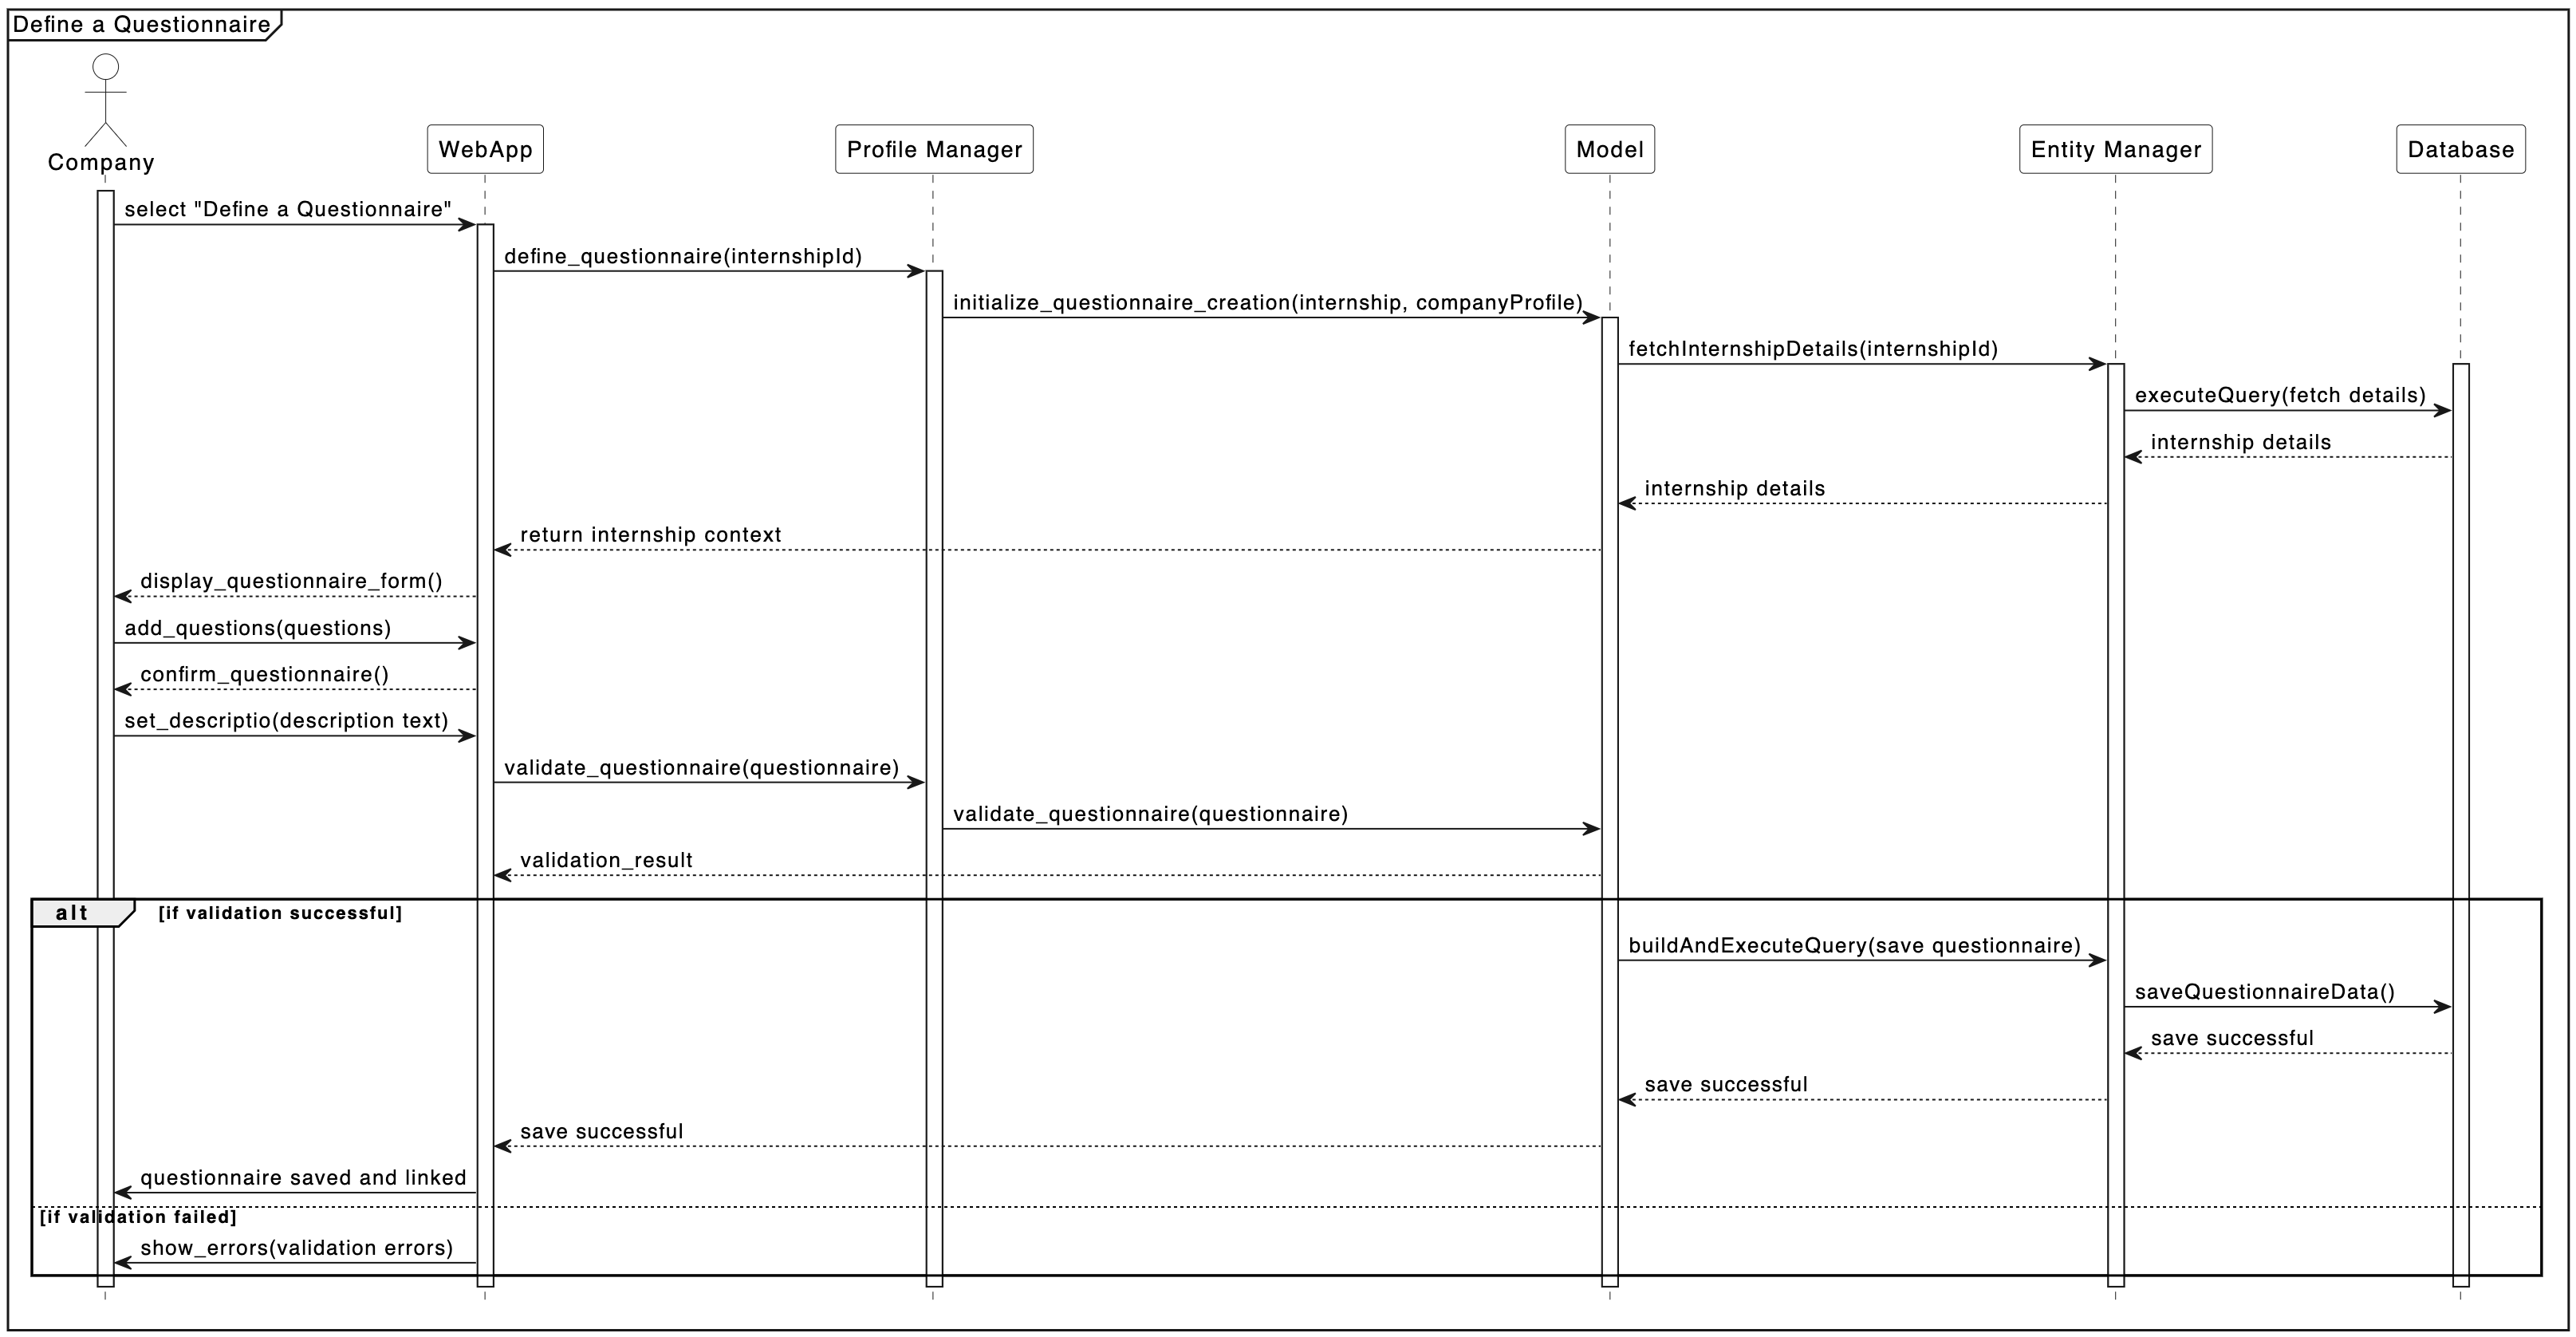 Define a Questionnaire
Company
WebApp
Profile Manager
Model
Entity Manager
Database
select "Define a Questionnaire"
define_questionnaire(internshipId)
initialize_questionnaire_creation(internship, companyProfile)
fetchInternshipDetails(internshipId)
executeQuery(fetch details)
internship details
internship details
return internship context
display_questionnaire_form()
add_questions(questions)
confirm_questionnaire()
set_descriptio(description text)
validate_questionnaire(questionnaire)
validate_questionnaire(questionnaire)
validation_result
alt
[if validation successful]
buildAndExecuteQuery(save questionnaire)
saveQuestionnaireData()
save successful
save successful
save successful
questionnaire saved and linked
[if validation failed]
show_errors(validation errors)